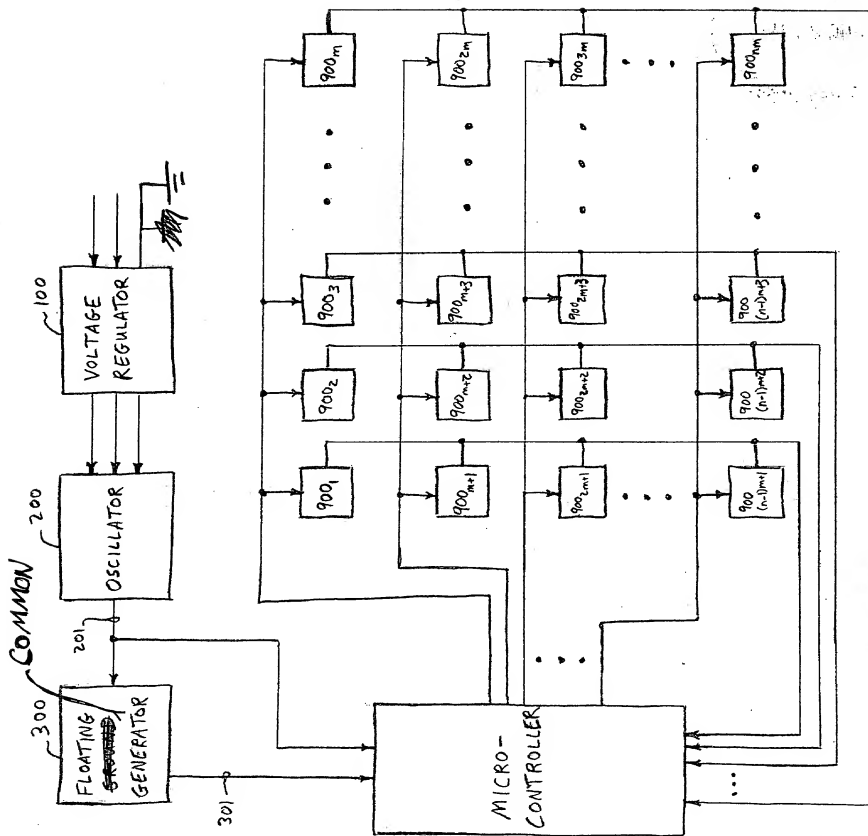 300
FLOATING
COMMON
GENERATOR
301
201
200
OSCILLATOR
100
VOLTAGE
REGULATOR
MICRO-
CONTROLLER
900₁
900₂
900₃
900ₘ
900ₘ₊₁
900ₘ₊₂
900ₘ₊₃
900₂ₘ
900₂ₘ₊₁
900₂ₘ₊₂
900₂ₘ₊₃
900₃ₘ
900₍ₙ₋₁₎ₘ₊₁
900₍ₙ₋₁₎ₘ₊₂
900₍ₙ₋₁₎ₘ₊₃
900ₙₘ